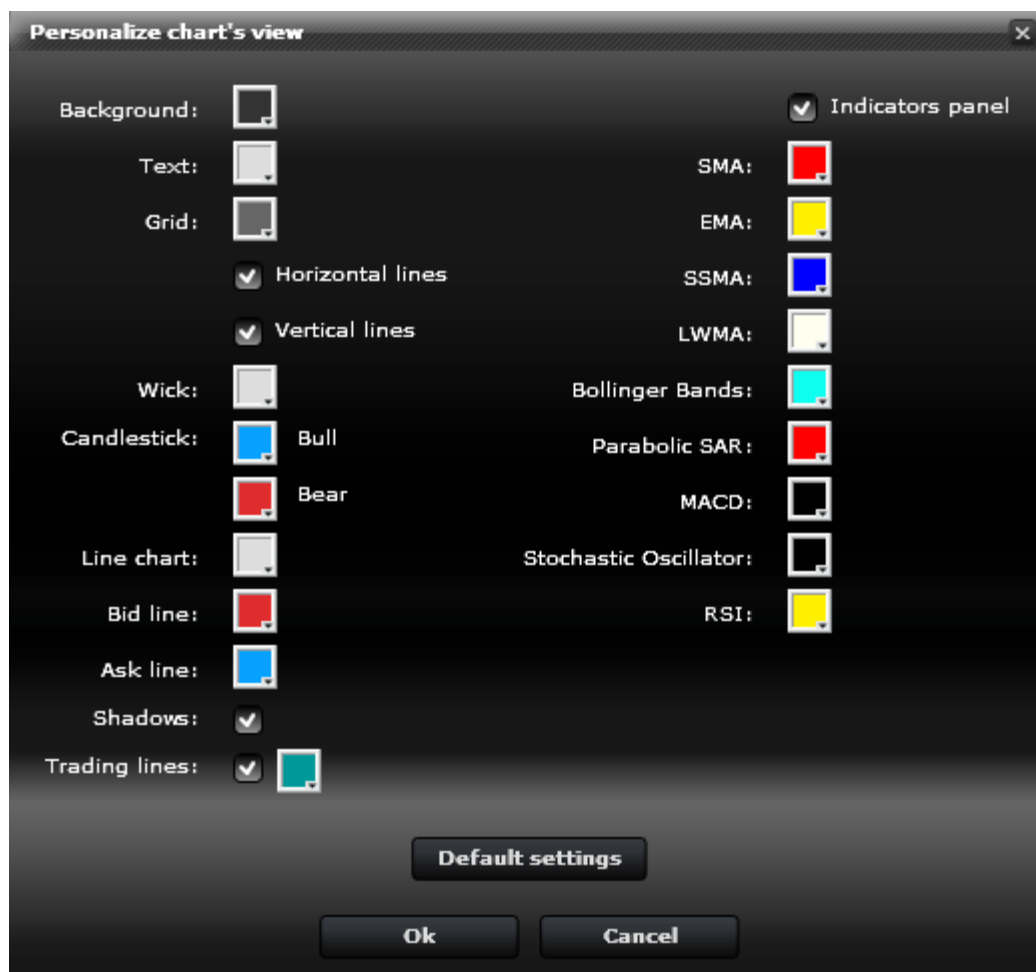 Personalize chart's view
Background:
Text:
Grid:
Horizontal lines
Vertical lines
Wick:
Candlestick:
Bull
Bear
Line chart:
Bid line:
Ask line:
Shadows:
Trading lines:
Indicators panel
SMA:
EMA:
SSMA:
LWMA:
Bollinger Bands:
Parabolic SAR:
MACD:
Stochastic Oscillator:
RSI:
Default settings
Ok
Cancel